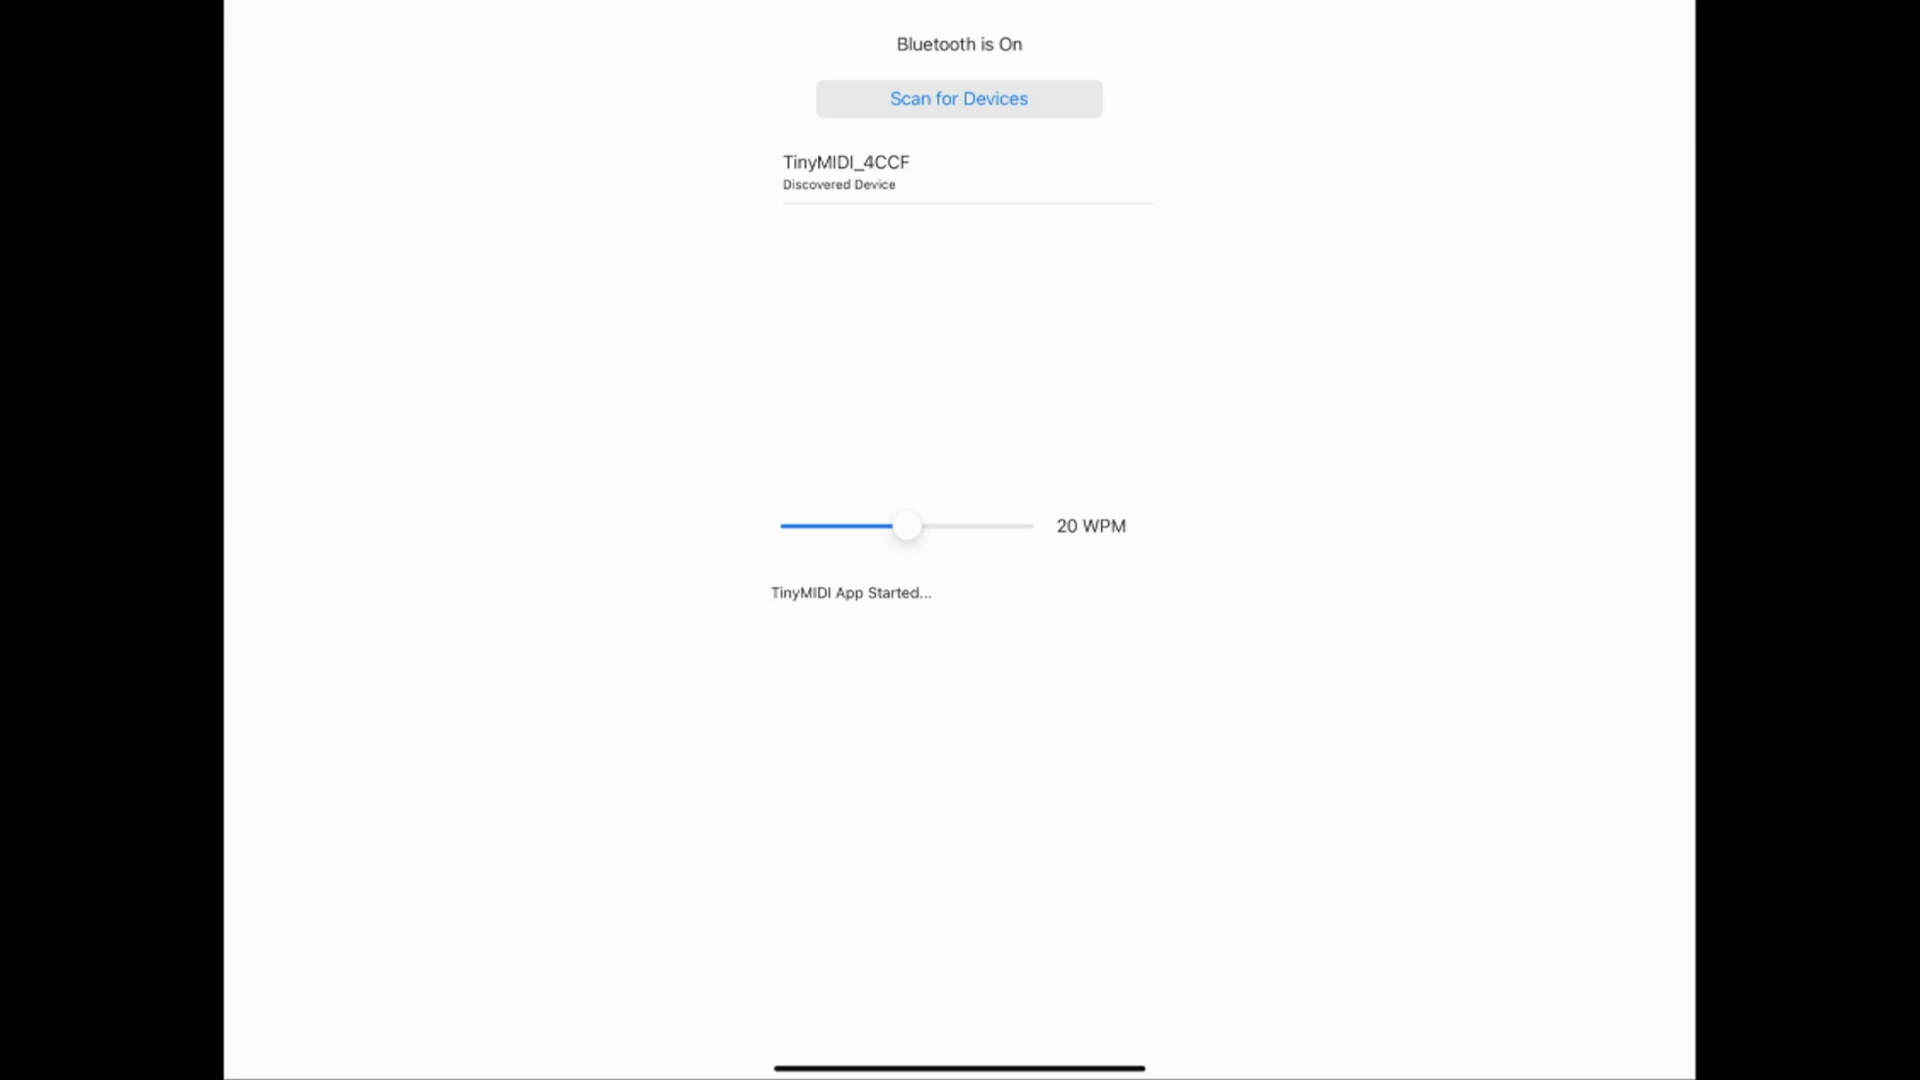 Bluetooth is On
Scan for Devices
TinyMIDI_4CCF
Discovered Device
20 WPM
TinyMIDI App Started...